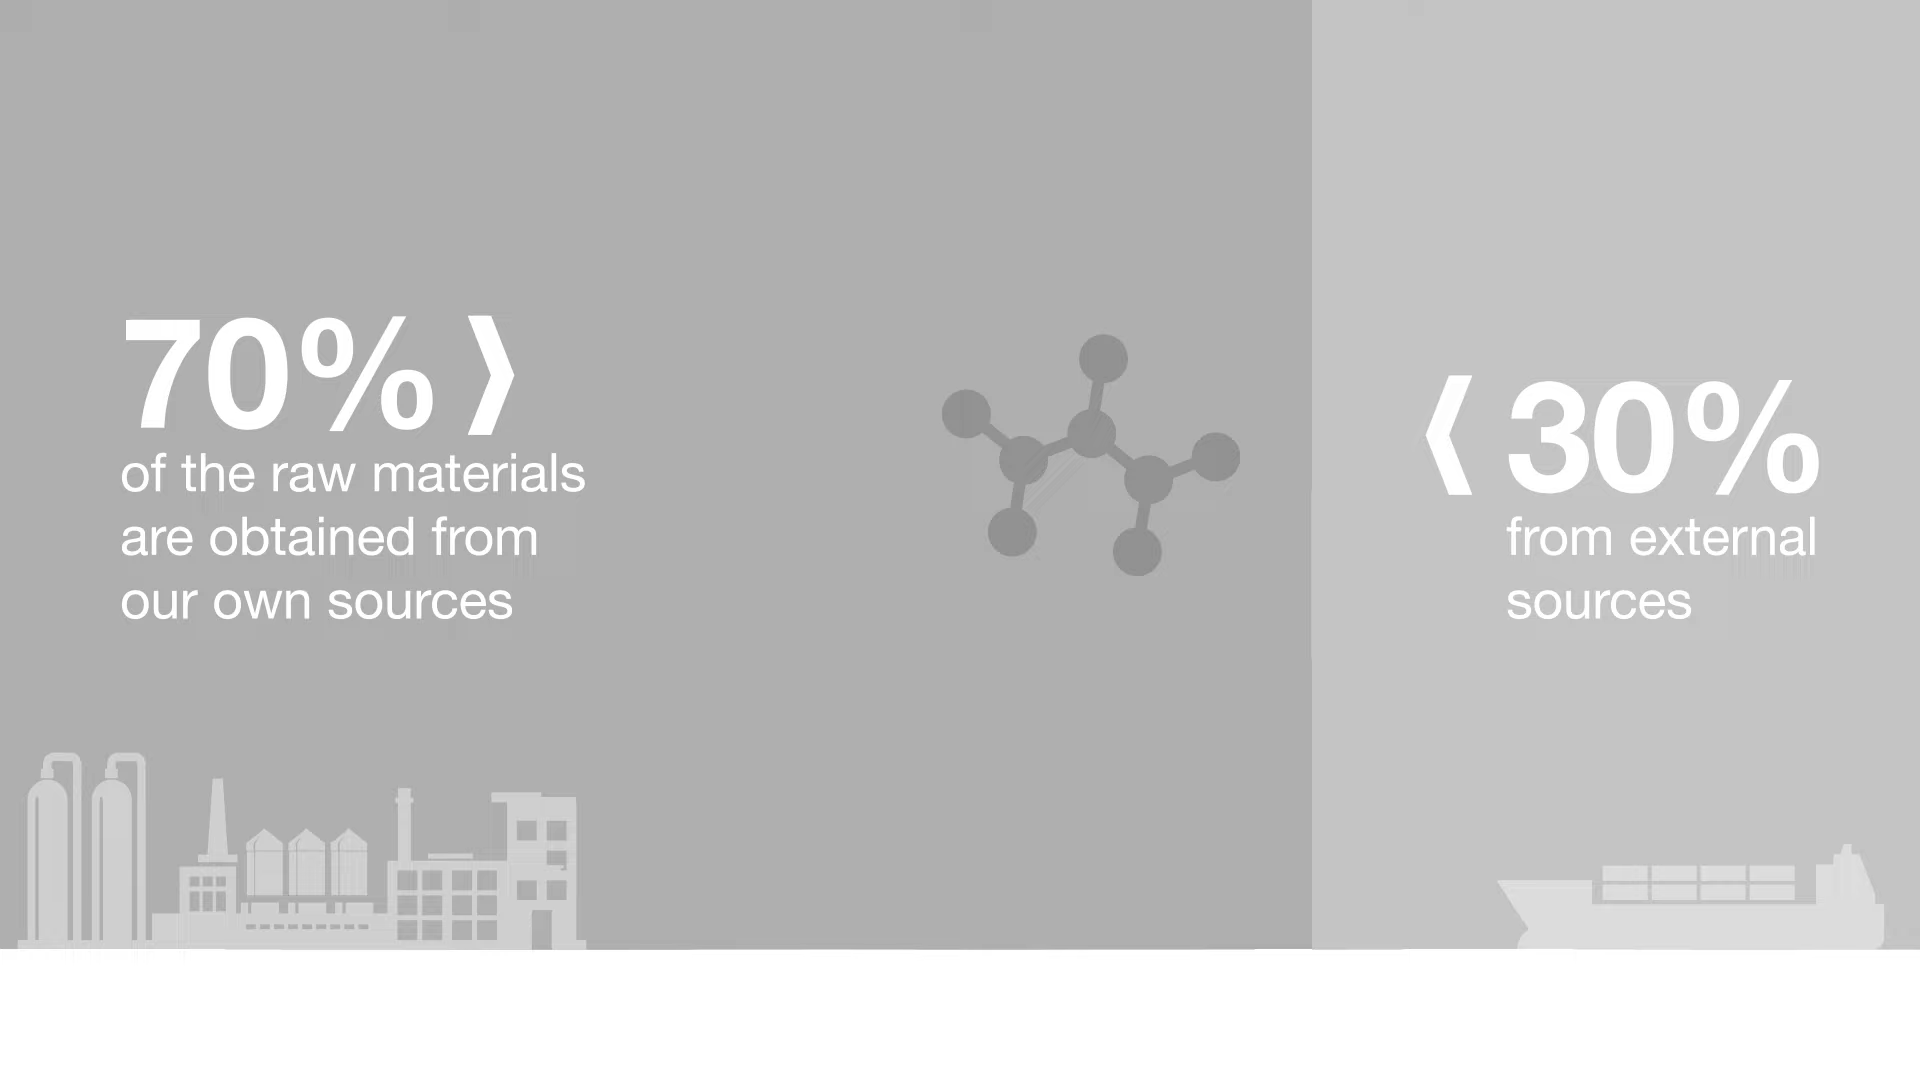 70%
of the raw materials
are obtained from
our own sources
30%
from external
sources